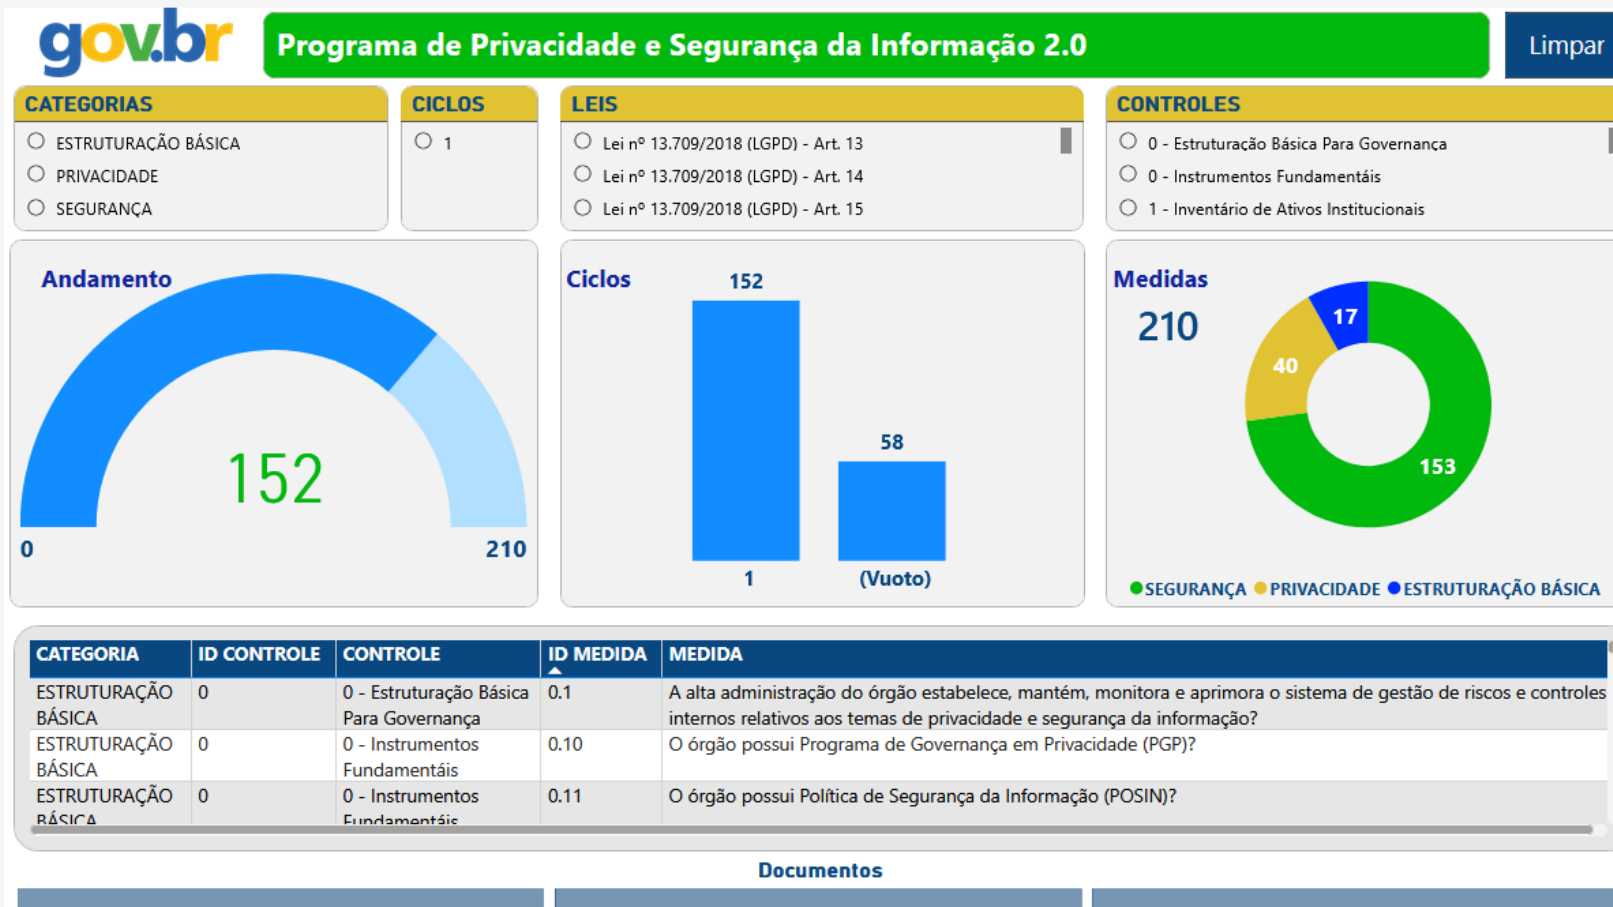 gov.br
Programa de Privacidade e Segurança da Informação 2.0
Limpar
CATEGORIAS
ESTRUTURAÇÃO BÁSICA
PRIVACIDADE
SEGURANÇA
CICLOS
1
LEIS
Lei nº 13.709/2018 (LGPD) - Art. 13
Lei nº 13.709/2018 (LGPD) - Art. 14
Lei nº 13.709/2018 (LGPD) - Art. 15
CONTROLES
0 - Estruturação Básica Para Governança
0 - Instrumentos Fundamentáis
1 - Inventário de Ativos Institucionais
Andamento
152
0
210
Ciclos
152
58
1
(Vuoto)
Medidas
210
17
40
153
SEGURANÇA PRIVACIDADE ESTRUTURAÇÃO BÁSICA
CATEGORIA ID CONTROLE CONTROLE ID MEDIDA MEDIDA
ESTRUTURAÇÃO 0 0 - Estruturação Básica 0.1 A alta administração do órgão estabelece, mantém, monitora e aprimora o sistema de gestão de riscos e controles
BÁSICA Para Governança internos relativos aos temas de privacidade e segurança da informação?
ESTRUTURAÇÃO 0 0 - Instrumentos 0.10 O órgão possui Programa de Governança em Privacidade (PGP)?
BÁSICA Fundamentáis
ESTRUTURAÇÃO 0 0 - Instrumentos 0.11 O órgão possui Política de Segurança da Informação (POSIN)?
BÁSICA Fundamentáis
Documentos